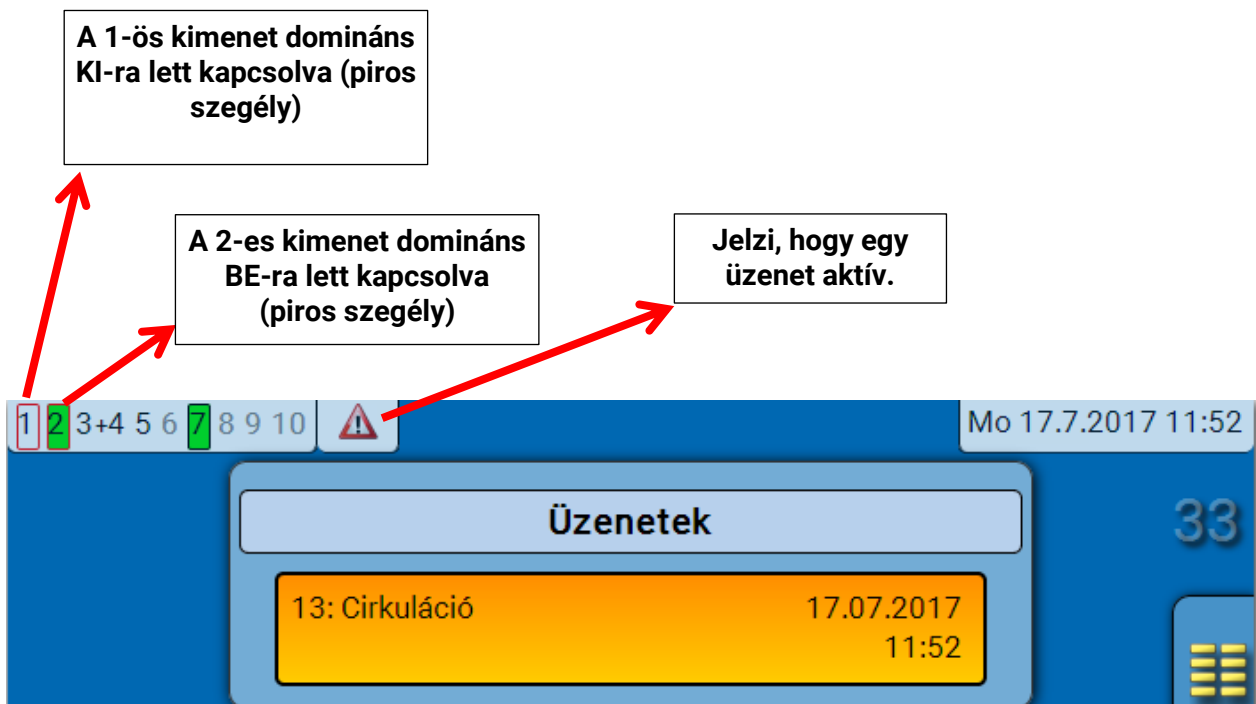 A 1-ös kimenet domináns
KI-ra lett kapcsolva (piros
szegély)
A 2-es kimenet domináns
BE-ra lett kapcsolva
(piros szegély)
Jelzi, hogy egy
üzenet aktív.
1 2 3+4 5 6 7 8 9 10
Mo 17.7.2017 11:52
Üzenetek
33
13: Cirkuláció 17.07.2017
11:52